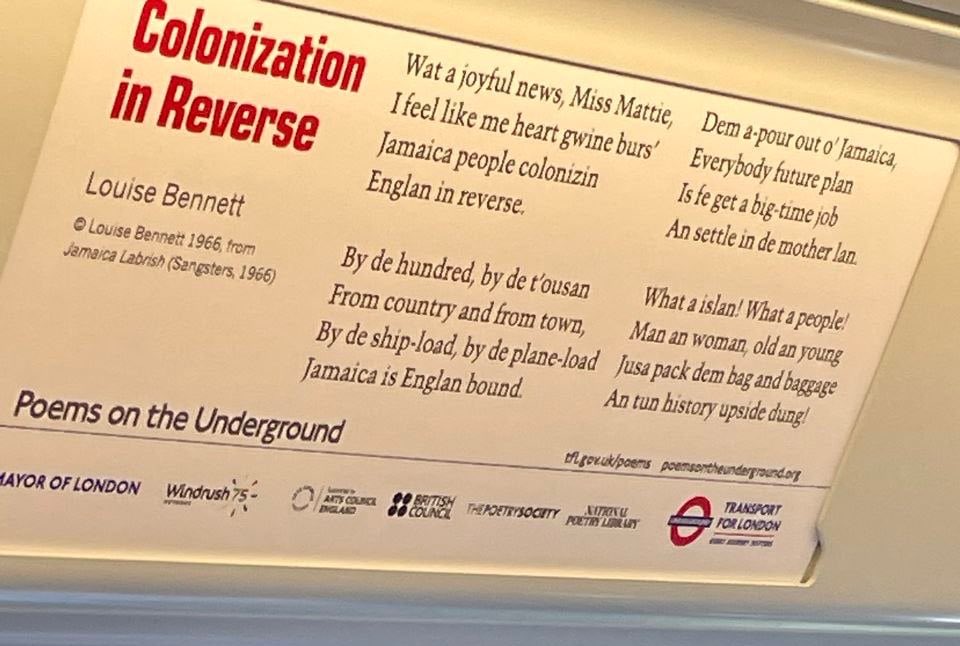 Colonization
in Reverse
Louise Bennett
© Louise Bennett 1966, from
Jamaica Labrish (Sangsters, 1966)
Wat a joyful news, Miss Mattie,
I feel like me heart gwine burs'
Jamaica people colonizin
Englan in reverse.
By de hundred, by de t'ousan
From country and from town,
By de ship-load, by de plane-load
Jamaica is Englan bound.
Dem a-pour out o' Jamaica,
Everybody future plan
Is fe get a big-time job
An settle in de mother lan.
What a islan! What a people!
Man an woman, old an young
Jusa pack dem bag and baggage
An tun history upside dung!
Poems on the Underground
tfl.gov.uk/poems poemsontheunderground.org
MAYOR OF LONDON
Windrush 75
ARTS COUNCIL
ENGLAND
BRITISH
COUNCIL
THE POETRY SOCIETY
NATIONAL
POETRY LIBRARY
UNDERGROUND
TRANSPORT
FOR LONDON